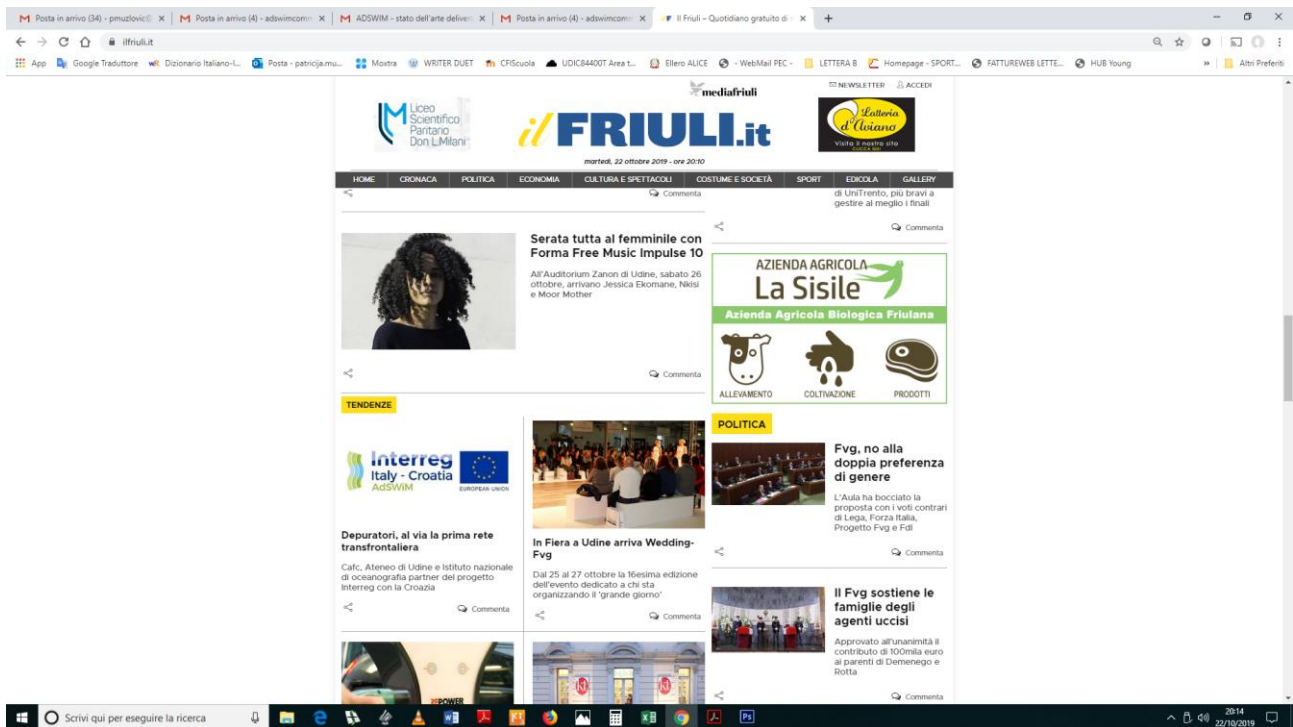 Posta in arrivo (34) - pmuzlovic@
Posta in arrivo (4) - adswimcomm
ADSWIM - stato dell'arte deliver
Posta in arrivo (4) - adswimcomm
Il Friuli – Quotidiano gratuito di
ilfriuli.it
App
Google Traduttore
Dizionario Italiano-I...
Posta - patricija.mu...
Moxtra
WRITER DUET
CFIScuola
UDIC84400T Area t...
Ellero ALICE
- WebMail PEC -
LETTERA B
Homepage - SPORT...
FATTUREWEB LETTE...
HUB Young
Altri Preferiti
mediafriuli
NEWSLETTER ACCEDI
Liceo
Scientifico
Paritario
Don L.Milani
ilFRIULI.it
Latteria
d'Aviano
Visita il nostro sito
martedì, 22 ottobre 2019 - ore 20:10
HOME CRONACA POLITICA ECONOMIA CULTURA E SPETTACOLI COSTUME E SOCIETÀ SPORT EDICOLA GALLERY
Commenta
di UniTrento, più bravi a
gestire al meglio i finali
Commenta
Serata tutta al femminile con
Forma Free Music Impulse 10
All'Auditorium Zanon di Udine, sabato 26
ottobre, arrivano Jessica Ekomane, Nkisi
e Moor Mother
Commenta
AZIENDA AGRICOLA
La Sisile
Azienda Agricola Biologica Friulana
ALLEVAMENTO COLTIVAZIONE PRODOTTI
TENDENZE
Interreg
Italy - Croatia
AdSWiM
EUROPEAN UNION
Depuratori, al via la prima rete
transfrontaliera
Cafc, Ateneo di Udine e Istituto nazionale
di oceanografia partner del progetto
Interreg con la Croazia
Commenta
In Fiera a Udine arriva Wedding-
Fvg
Dal 25 al 27 ottobre la 16esima edizione
dell'evento dedicato a chi sta
organizzando il 'grande giorno'
Commenta
POLITICA
Fvg, no alla
doppia preferenza
di genere
L'Aula ha bocciato la
proposta con i voti contrari
di Lega, Forza Italia,
Progetto Fvg e FdI
Commenta
Il Fvg sostiene le
famiglie degli
agenti uccisi
Approvato all'unanimità il
contributo di 100mila euro
ai parenti di Demenego e
Rotta
Commenta
POWER
Scrivi qui per eseguire la ricerca
20:14
22/10/2019